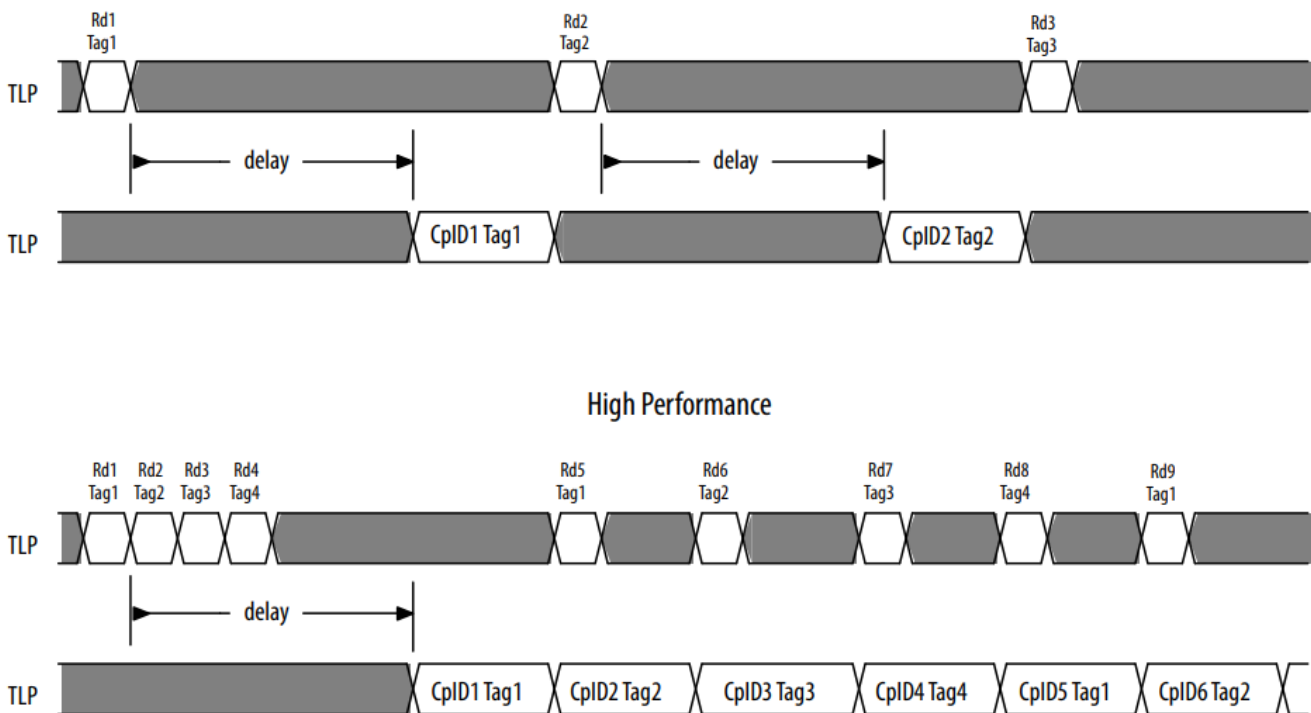 Rd1 Rd2 Rd3
Tag1 Tag2 Tag3
TLP
delay delay
TLP CplD1 Tag1 CplD2 Tag2
High Performance
Rd1 Rd2 Rd3 Rd4 Rd5 Rd6 Rd7 Rd8 Rd9
Tag1 Tag2 Tag3 Tag4 Tag1 Tag2 Tag3 Tag4 Tag1
TLP
delay
TLP CplD1 Tag1 CplD2 Tag2 CplD3 Tag3 CplD4 Tag4 CplD5 Tag1 CplD6 Tag2